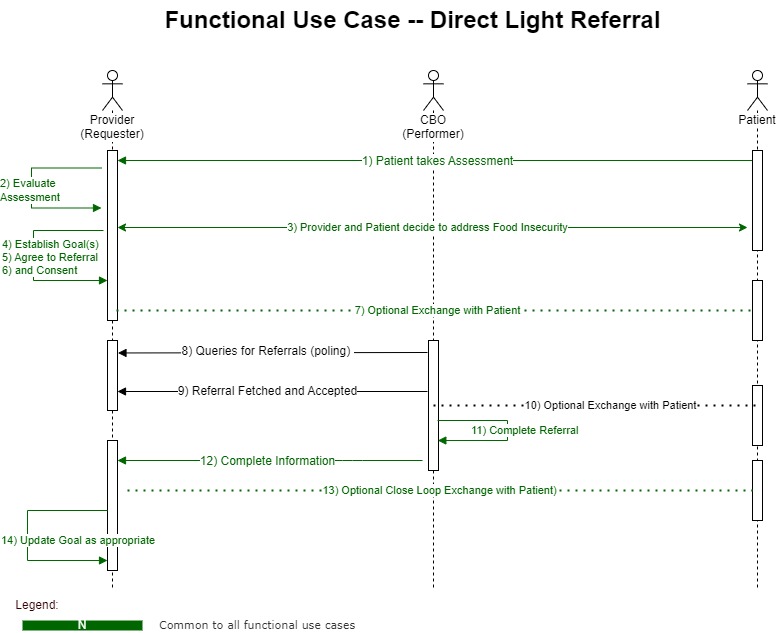 Functional Use Case -- Direct Light Referral
Provider
(Requester)
CBO
(Performer)
Patient
1) Patient takes Assessment
2) Evaluate
Assessment
3) Provider and Patient decide to address Food Insecurity
4) Establish Goal(s)
5) Agree to Referral
6) and Consent
7) Optional Exchange with Patient
8) Queries for Referrals (poling)
9) Referral Fetched and Accepted
10) Optional Exchange with Patient
11) Complete Referral
12) Complete Information
13) Optional Close Loop Exchange with Patient)
14) Update Goal as appropriate
Legend:
N
Common to all functional use cases